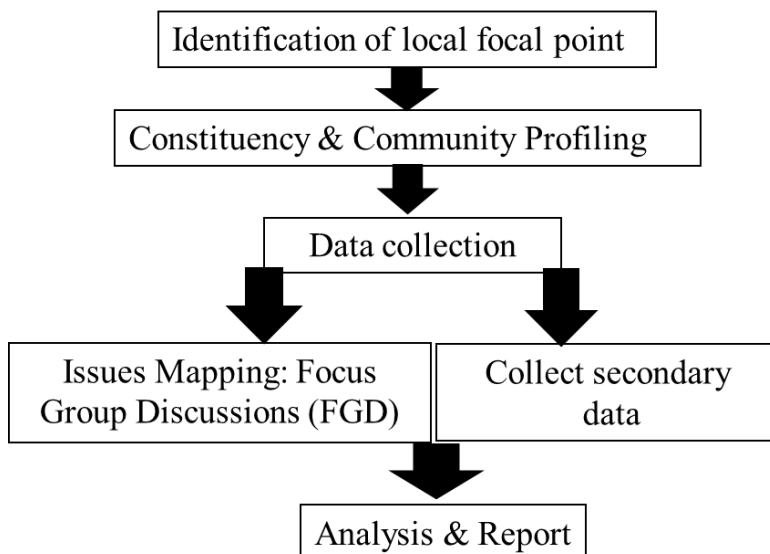 Identification of local focal point
Constituency & Community Profiling
Data collection
Issues Mapping: Focus
Group Discussions (FGD)
Collect secondary
data
Analysis & Report